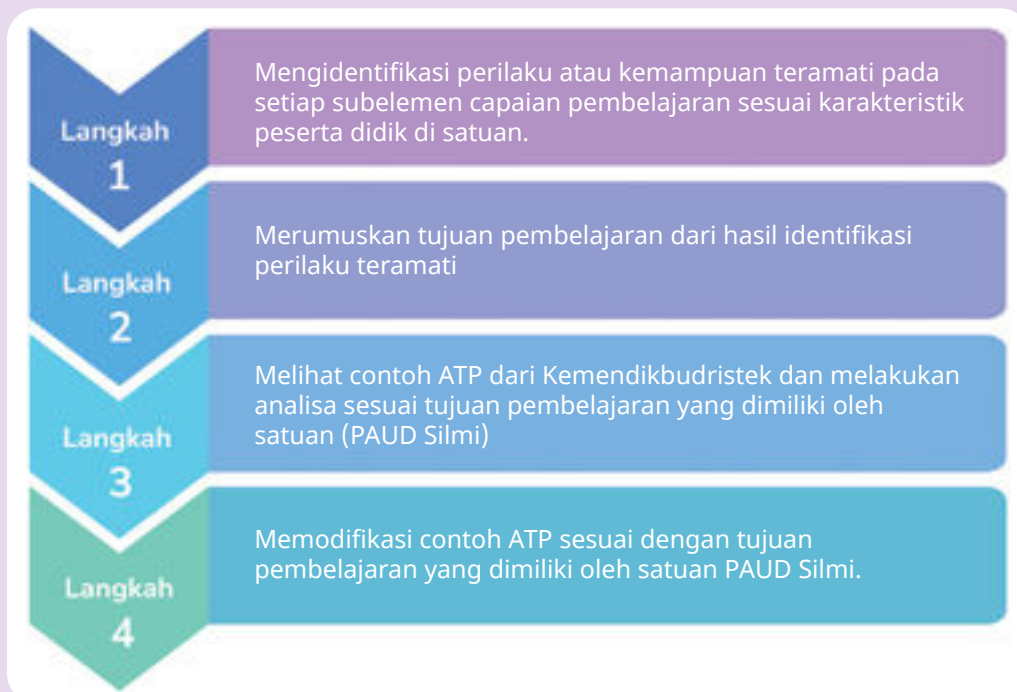 Langkah
1
Mengidentifikasi perilaku atau kemampuan teramati pada
setiap subelemen capaian pembelajaran sesuai karakteristik
peserta didik di satuan.
Langkah
2
Merumuskan tujuan pembelajaran dari hasil identifikasi
perilaku teramati
Langkah
3
Melihat contoh ATP dari Kemendikbudristek dan melakukan
analisa sesuai tujuan pembelajaran yang dimiliki oleh
satuan (PAUD Silmi)
Langkah
4
Memodifikasi contoh ATP sesuai dengan tujuan
pembelajaran yang dimiliki oleh satuan PAUD Silmi.